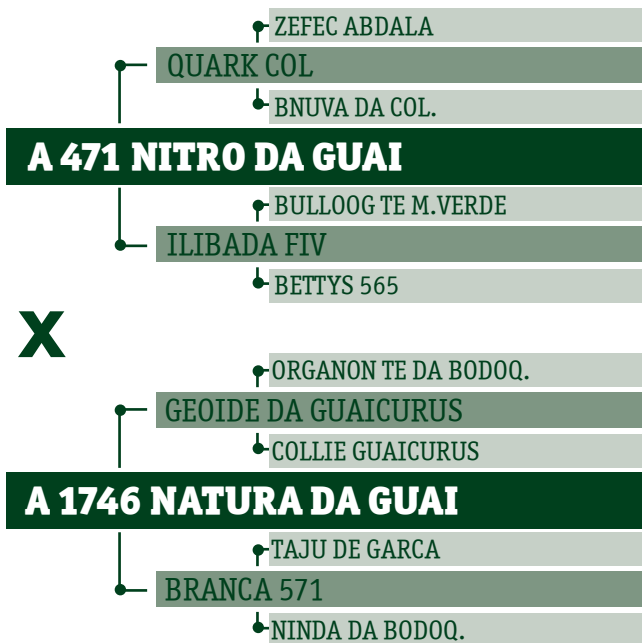 ZEFEC ABDALA
QUARK COL
BNUVA DA COL.
A 471 NITRO DA GUAI
BULLOOG TE M.VERDE
ILIBADA FIV
BETTYS 565
X
ORGANON TE DA BODOQ.
GEOIDE DA GUAICURUS
COLLIE GUAICURUS
A 1746 NATURA DA GUAI
TAJU DE GARCA
BRANCA 571
NINDA DA BODOQ.